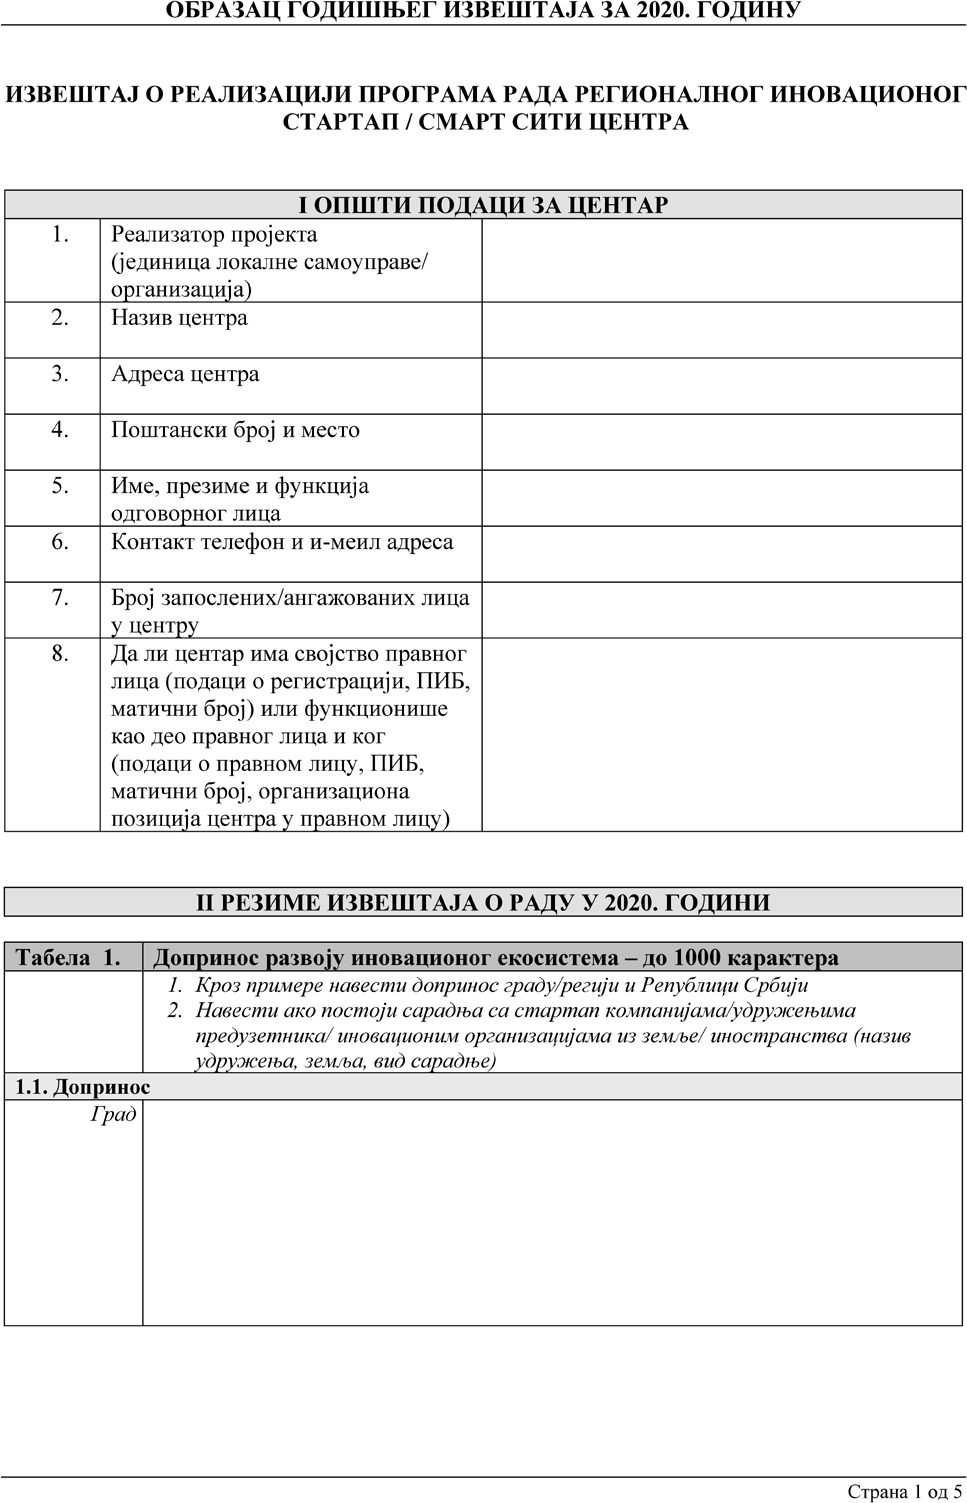 ОБРАЗАЦ ГОДИШЊЕГ ИЗВЕШТАЈА ЗА 2020. ГОДИНУ
ИЗВЕШТАЈ О РЕАЛИЗАЦИЈИ ПРОГРАМА РАДА РЕГИОНАЛНОГ ИНОВАЦИОНОГ
СТАРТАП / СМАРТ СИТИ ЦЕНТРА
I ОПШТИ ПОДАЦИ ЗА ЦЕНТАР
1. Реализатор пројекта
(јединица локалне самоуправе/
организација)
2. Назив центра
3. Адреса центра
4. Поштански број и место
5. Име, презиме и функција
одговорног лица
6. Контакт телефон и и-меил адреса
7. Број запослених/ангажованих лица
у центру
8. Да ли центар има својство правног
лица (подаци о регистрацији, ПИБ,
матични број) или функционише
као део правног лица и ког
(подаци о правном лицу, ПИБ,
матични број, организациона
позиција центра у правном лицу)
II РЕЗИМЕ ИЗВЕШТАЈА О РАДУ У 2020. ГОДИНИ
Табела 1. Допринос развоју иновационог екосистема – до 1000 карактера
1. Кроз примере навести допринос граду/регији и Републици Србији
2. Навести ако постоји сарадња са стартап компанијама/удружењима
предузетника/ иновационим организацијама из земље/ иностранства (назив
удружења, земља, вид сарадње)
1.1. Допринос
Град
Страна 1 од 5